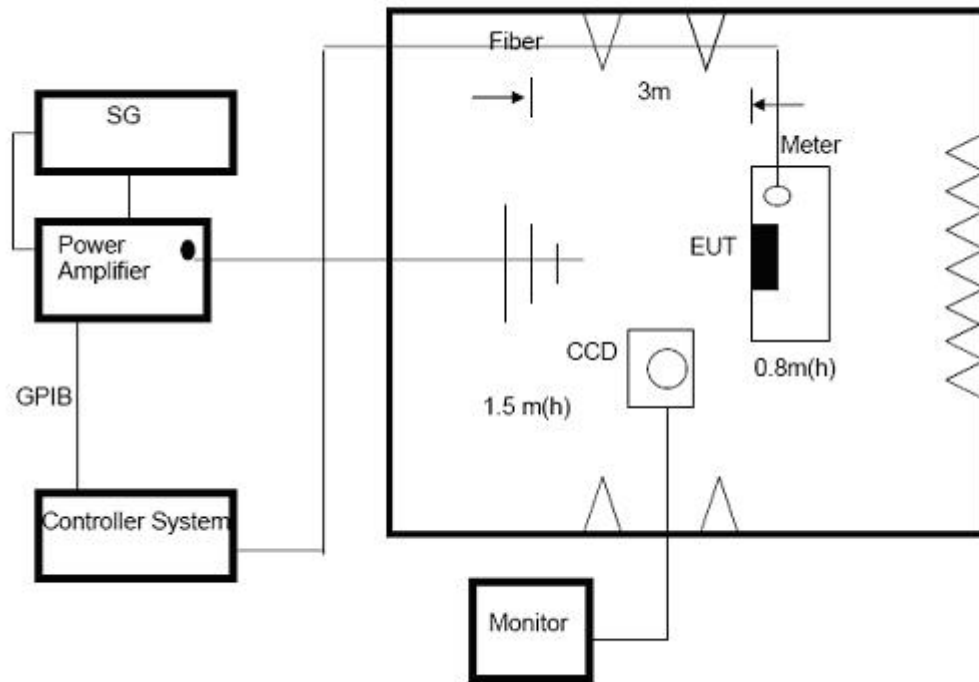 Fiber
3m
SG
Meter
Power
Amplifier
EUT
CCD
0.8m(h)
GPIB
1.5 m(h)
Controller System
Monitor